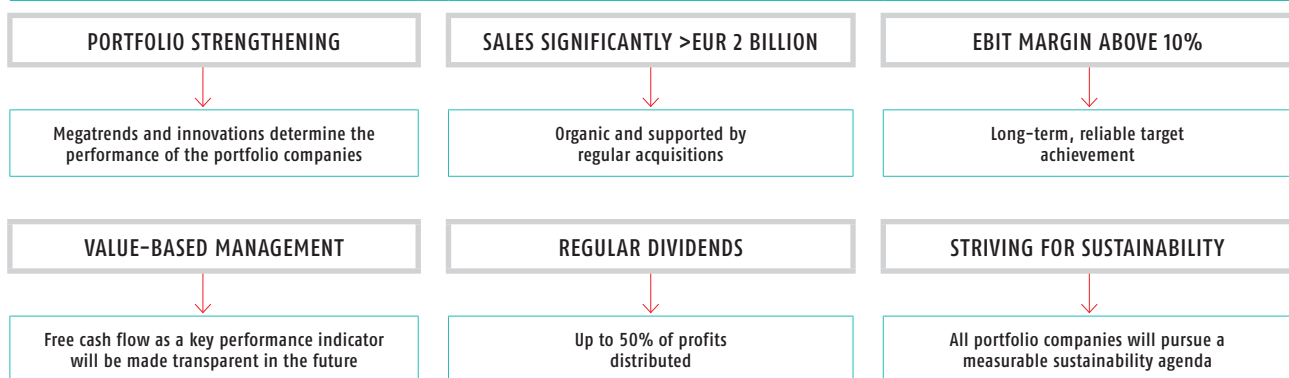 PORTFOLIO STRENGTHENING
SALES SIGNIFICANTLY >EUR 2 BILLION
EBIT MARGIN ABOVE 10%
Megatrends and innovations determine the
performance of the portfolio companies
Organic and supported by
regular acquisitions
Long-term, reliable target
achievement
VALUE-BASED MANAGEMENT
REGULAR DIVIDENDS
STRIVING FOR SUSTAINABILITY
Free cash flow as a key performance indicator
will be made transparent in the future
Up to 50% of profits
distributed
All portfolio companies will pursue a
measurable sustainability agenda